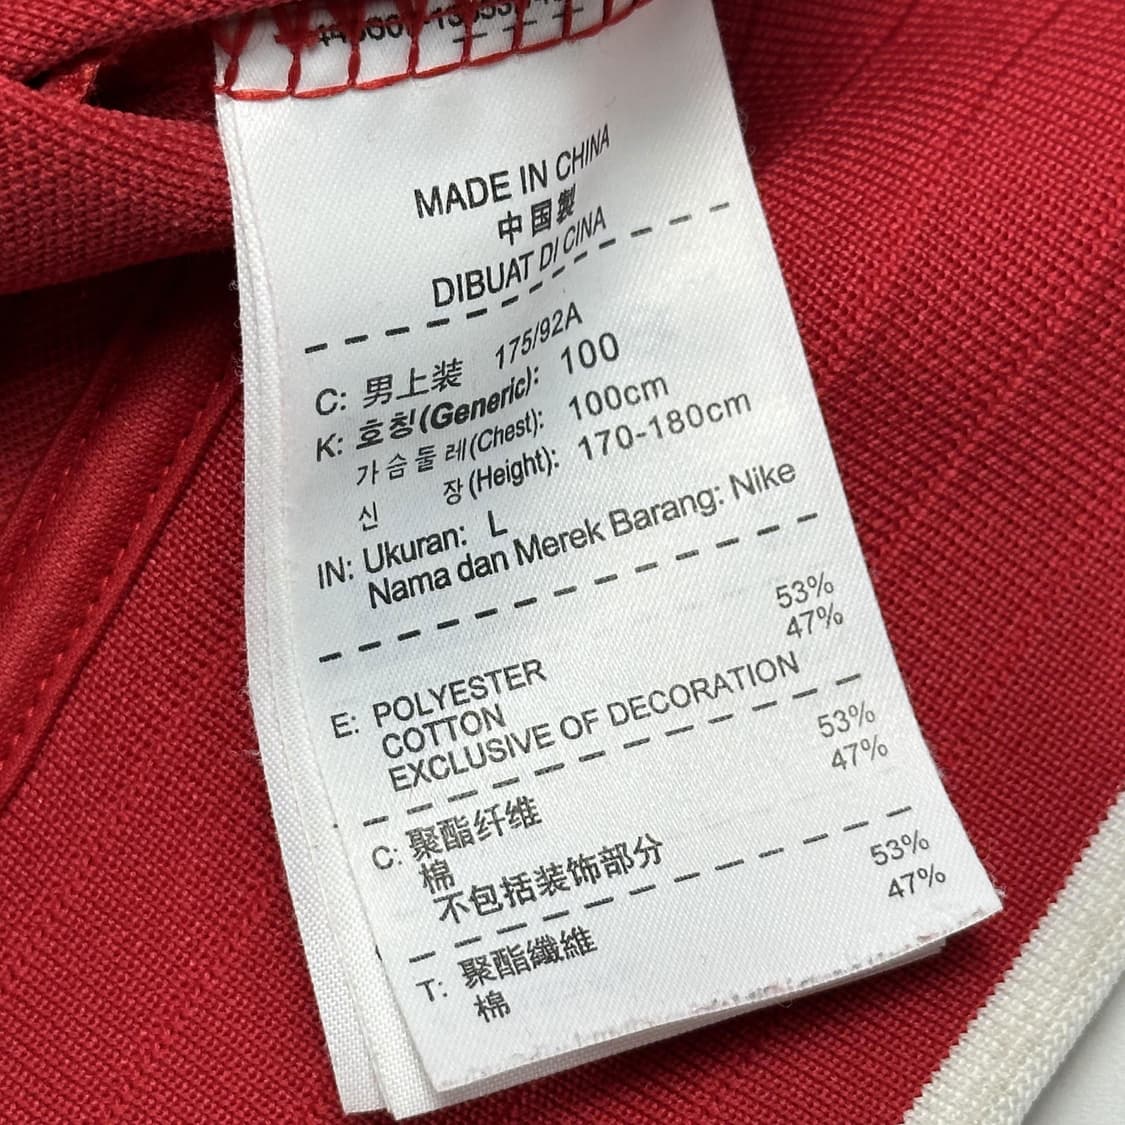 MADE IN CHINA
中国製
DIBUAT DI CINA
C: 男上装 175/92A
K: 호칭(Generic): 100
가슴둘레(Chest): 100cm
신 장(Height): 170-180cm
IN: Ukuran: L
Nama dan Merek Barang: Nike
E: POLYESTER 53%
COTTON 47%
EXCLUSIVE OF DECORATION
C: 聚酯纤维 53%
棉 47%
不包括装饰部分
T: 聚酯纖維 53%
棉 47%